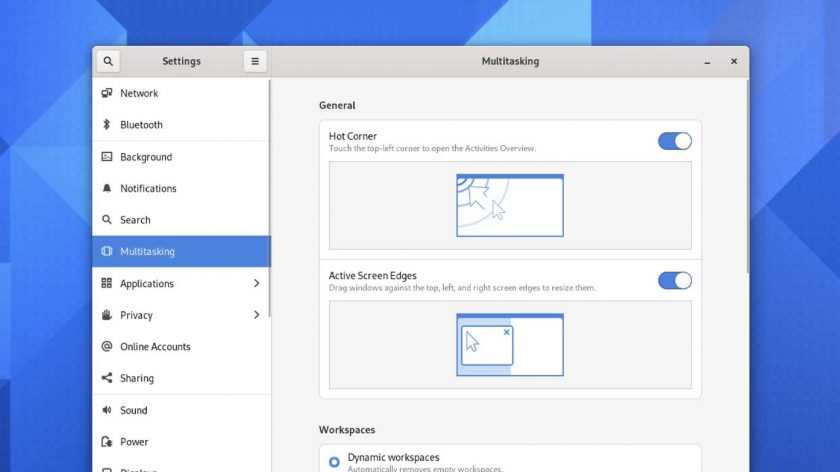 Settings
Multitasking
Network
Bluetooth
Background
Notifications
Search
Multitasking
Applications
Privacy
Online Accounts
Sharing
Sound
Power
Displays
General
Hot Corner
Touch the top-left corner to open the Activities Overview.
Active Screen Edges
Drag windows against the top, left, and right screen edges to resize them.
Workspaces
Dynamic workspaces
Automatically removes empty workspaces.